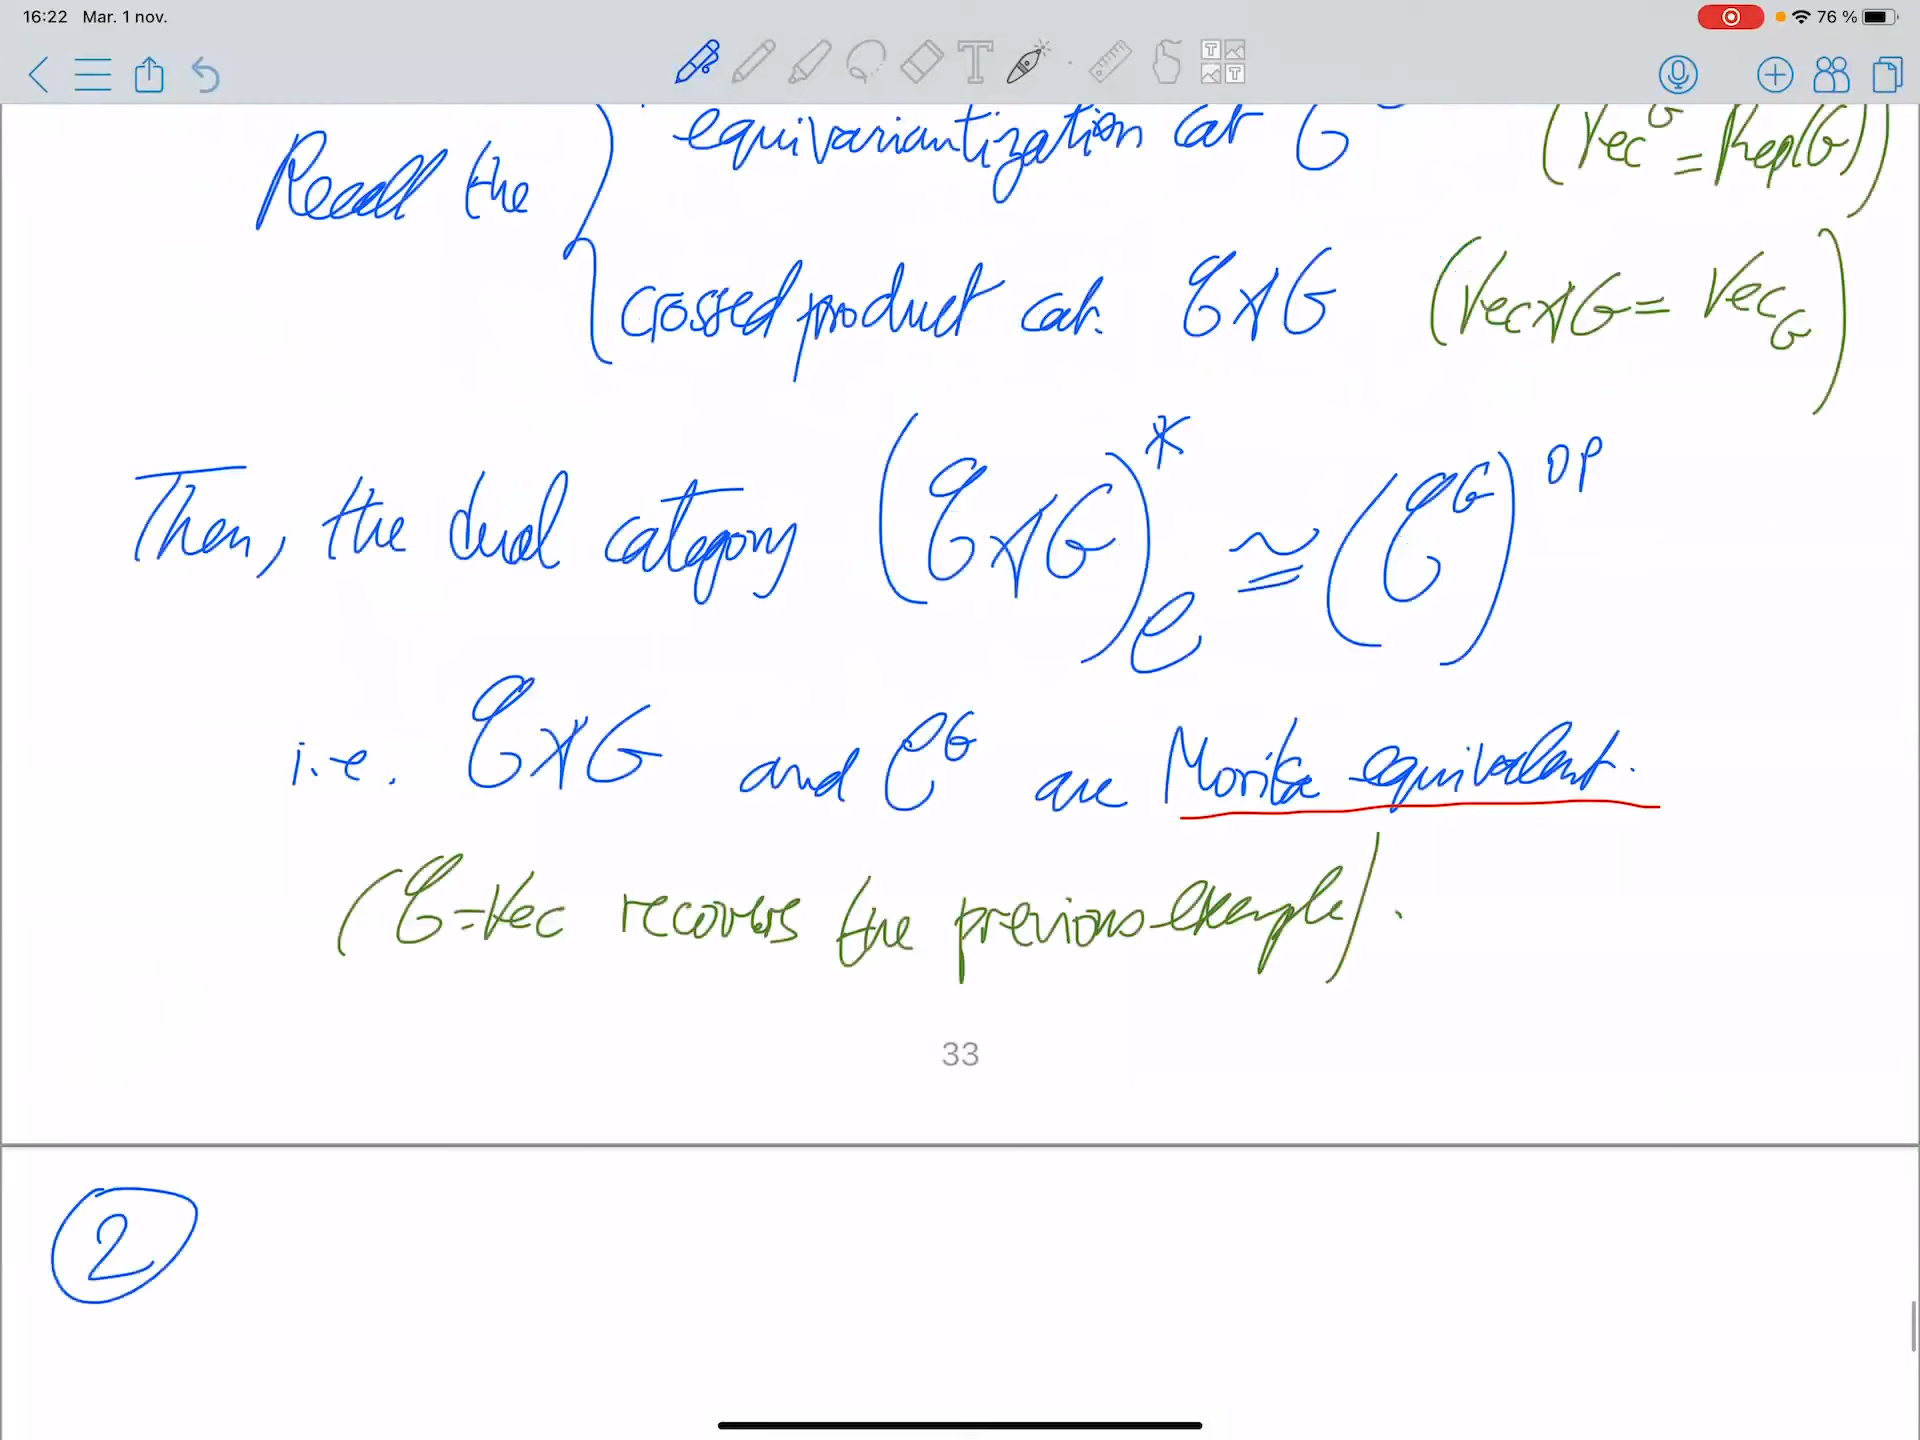 16:22 Mar. 1 nov. 76 %
equivariantization cat 𝒞^G (Vec^G = Rep(G))
Recall the
crossed product cat. 𝒞⋊G (Vec⋊G = Vec_G)
Then, the dual category (𝒞⋊G)^*_𝒞 ≅ (𝒞^G)^op
i.e. 𝒞⋊G and 𝒞^G are Morita equivalent.
(𝒞=Vec recovers the previous example).
33
2